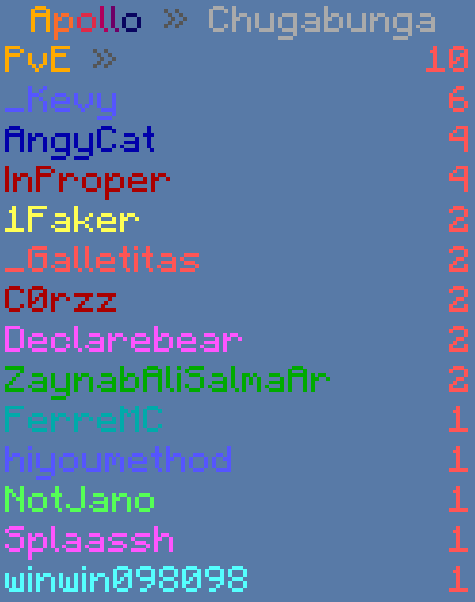 Apollo » Chugabunga
PvE » 10
_Kevy 6
AngyCat 4
InProper 4
1Faker 2
_Galletitas 2
C0rzz 2
Declarebear 2
ZaynabAliSalmaAr 2
FerreMC 1
hiyoumethod 1
NotJano 1
Splaassh 1
winwin098098 1